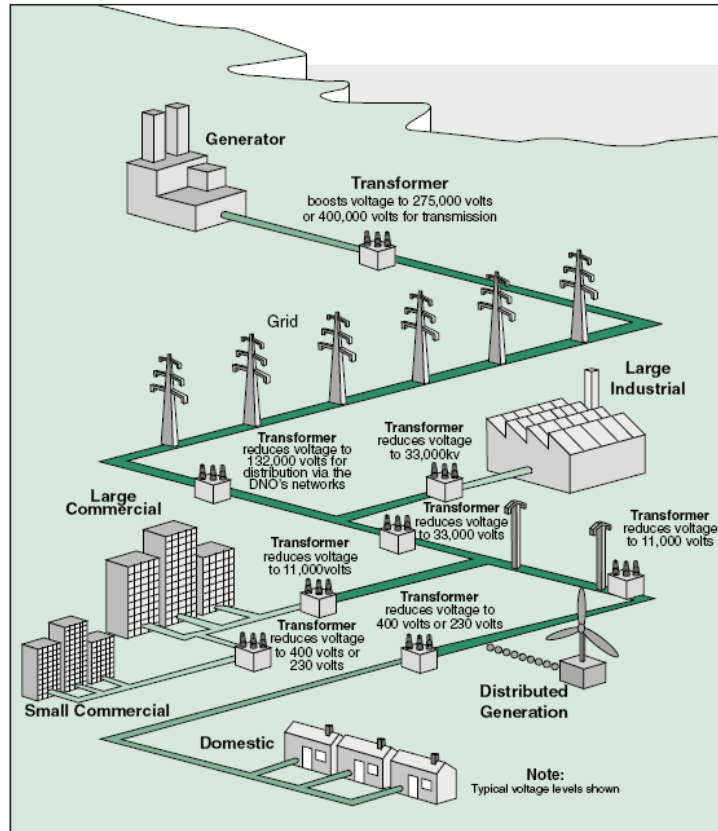 Generator
Transformer
boosts voltage to 275,000 volts
or 400,000 volts for transmission
Grid
Large
Industrial
Transformer
reduces voltage to
132,000 volts for
distribution via the
DNO's networks
Transformer
reduces voltage
to 33,000kv
Large
Commercial
Transformer
reduces voltage
to 33,000 volts
Transformer
reduces voltage
to 11,000 volts
Transformer
reduces voltage
to 11,000volts
Transformer
reduces voltage to
400 volts or 230 volts
Transformer
reduces voltage
to 400 volts or
230 volts
Small Commercial
Distributed
Generation
Domestic
Note:
Typical voltage levels shown